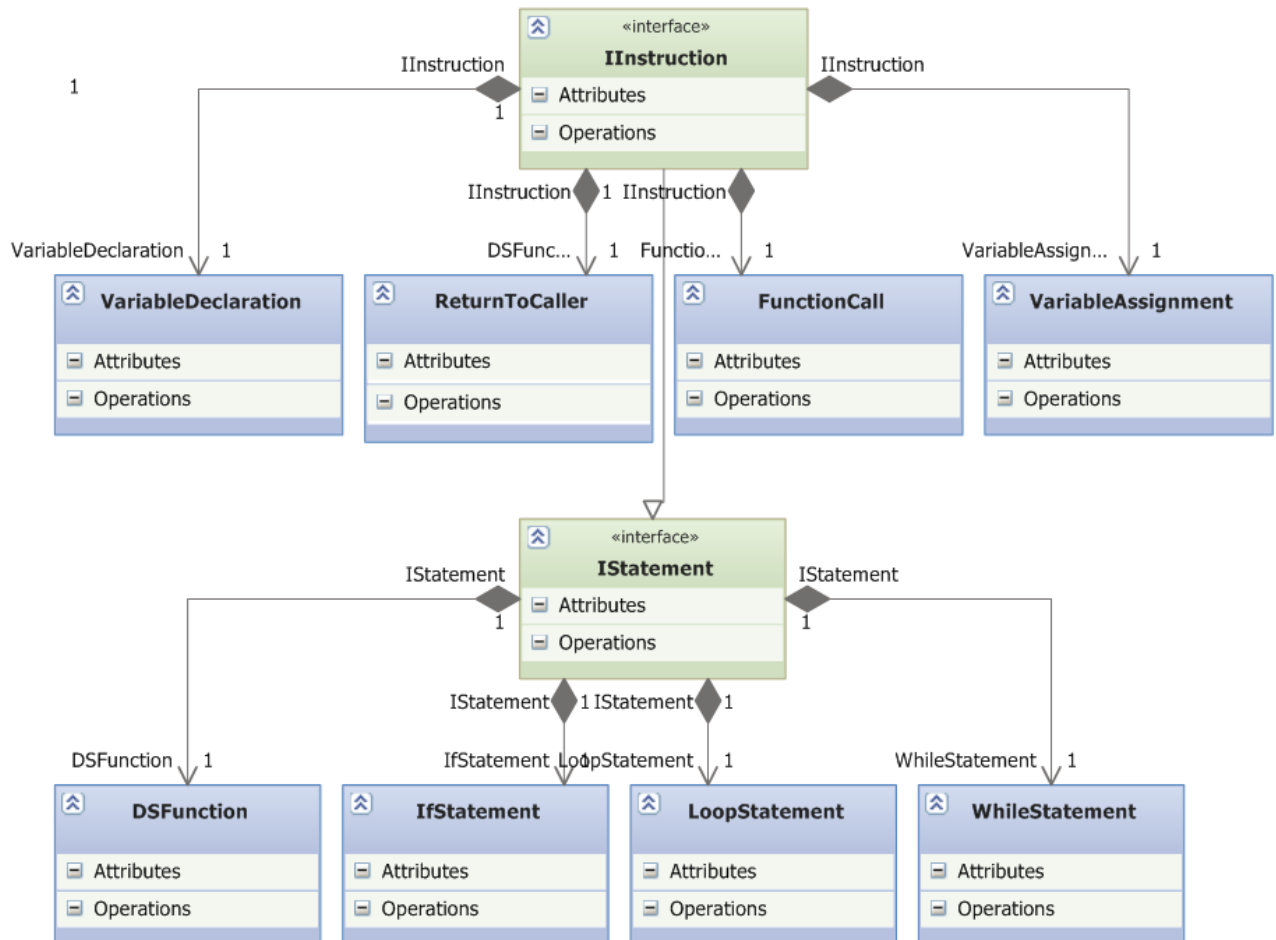 «interface»
IInstruction
Attributes
Operations
IInstruction
1
IInstruction
1
IInstruction
1
IInstruction
VariableDeclaration
1
DSFunc...
1
Functio...
1
VariableAssign...
1
VariableDeclaration
Attributes
Operations
ReturnToCaller
Attributes
Operations
FunctionCall
Attributes
Operations
VariableAssignment
Attributes
Operations
«interface»
IStatement
Attributes
Operations
IStatement
1
IStatement
1
IStatement
1
IStatement
1
DSFunction
1
IfStatement
1
LoopStatement
1
WhileStatement
1
DSFunction
Attributes
Operations
IfStatement
Attributes
Operations
LoopStatement
Attributes
Operations
WhileStatement
Attributes
Operations